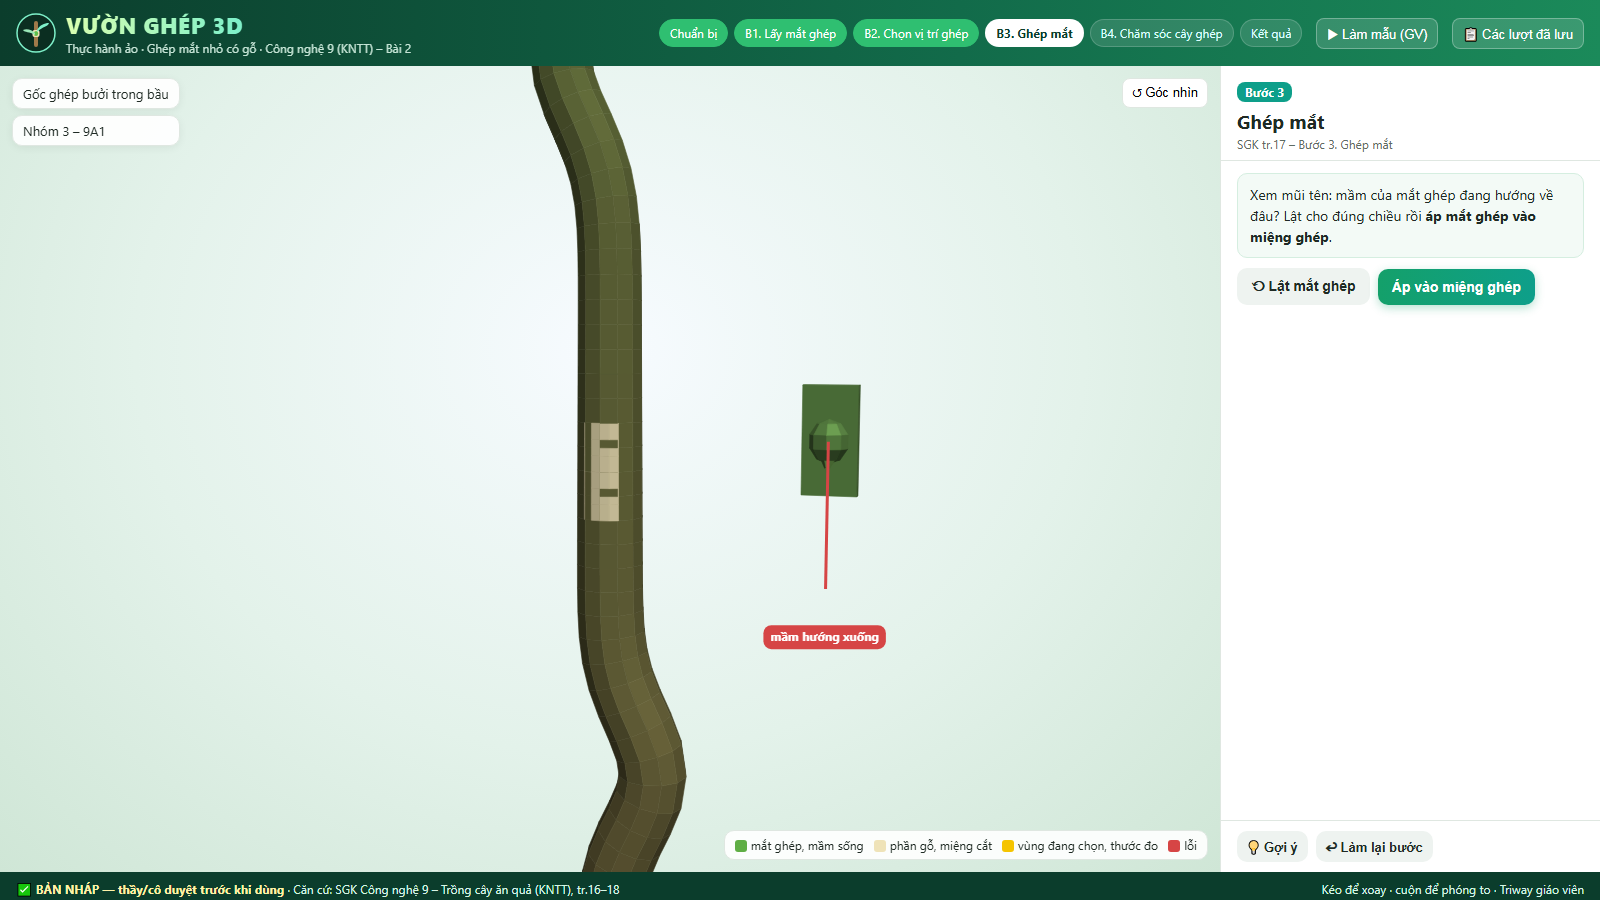 VƯỜN GHÉP 3D
Thực hành ảo · Ghép mắt nhỏ có gỗ · Công nghệ 9 (KNTT) – Bài 2
Chuẩn bị
B1. Lấy mắt ghép
B2. Chọn vị trí ghép
B3. Ghép mắt
B4. Chăm sóc cây ghép
Kết quả
▶ Làm mẫu (GV)
📋 Các lượt đã lưu
Gốc ghép bưởi trong bầu
Nhóm 3 – 9A1
↺ Góc nhìn
mầm hướng xuống
mắt ghép, mầm sống
phần gỗ, miệng cắt
vùng đang chọn, thước đo
lỗi
Bước 3
Ghép mắt
SGK tr.17 – Bước 3. Ghép mắt
Xem mũi tên: mầm của mắt ghép đang hướng về
đâu? Lật cho đúng chiều rồi áp mắt ghép vào
miệng ghép.
⟲ Lật mắt ghép
Áp vào miệng ghép
💡 Gợi ý
↩ Làm lại bước
✅ BẢN NHÁP — thầy/cô duyệt trước khi dùng · Căn cứ: SGK Công nghệ 9 – Trồng cây ăn quả (KNTT), tr.16–18
Kéo để xoay · cuộn để phóng to · Triway giáo viên